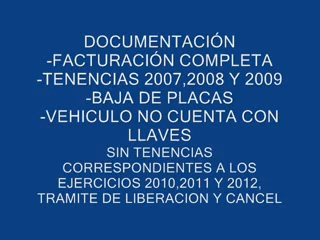 DOCUMENTACIÓN
-FACTURACIÓN COMPLETA
-TENENCIAS 2007,2008 Y 2009
-BAJA DE PLACAS
-VEHICULO NO CUENTA CON
LLAVES
SIN TENENCIAS
CORRESPONDIENTES A LOS
EJERCICIOS 2010,2011 Y 2012,
TRAMITE DE LIBERACION Y CANCEL